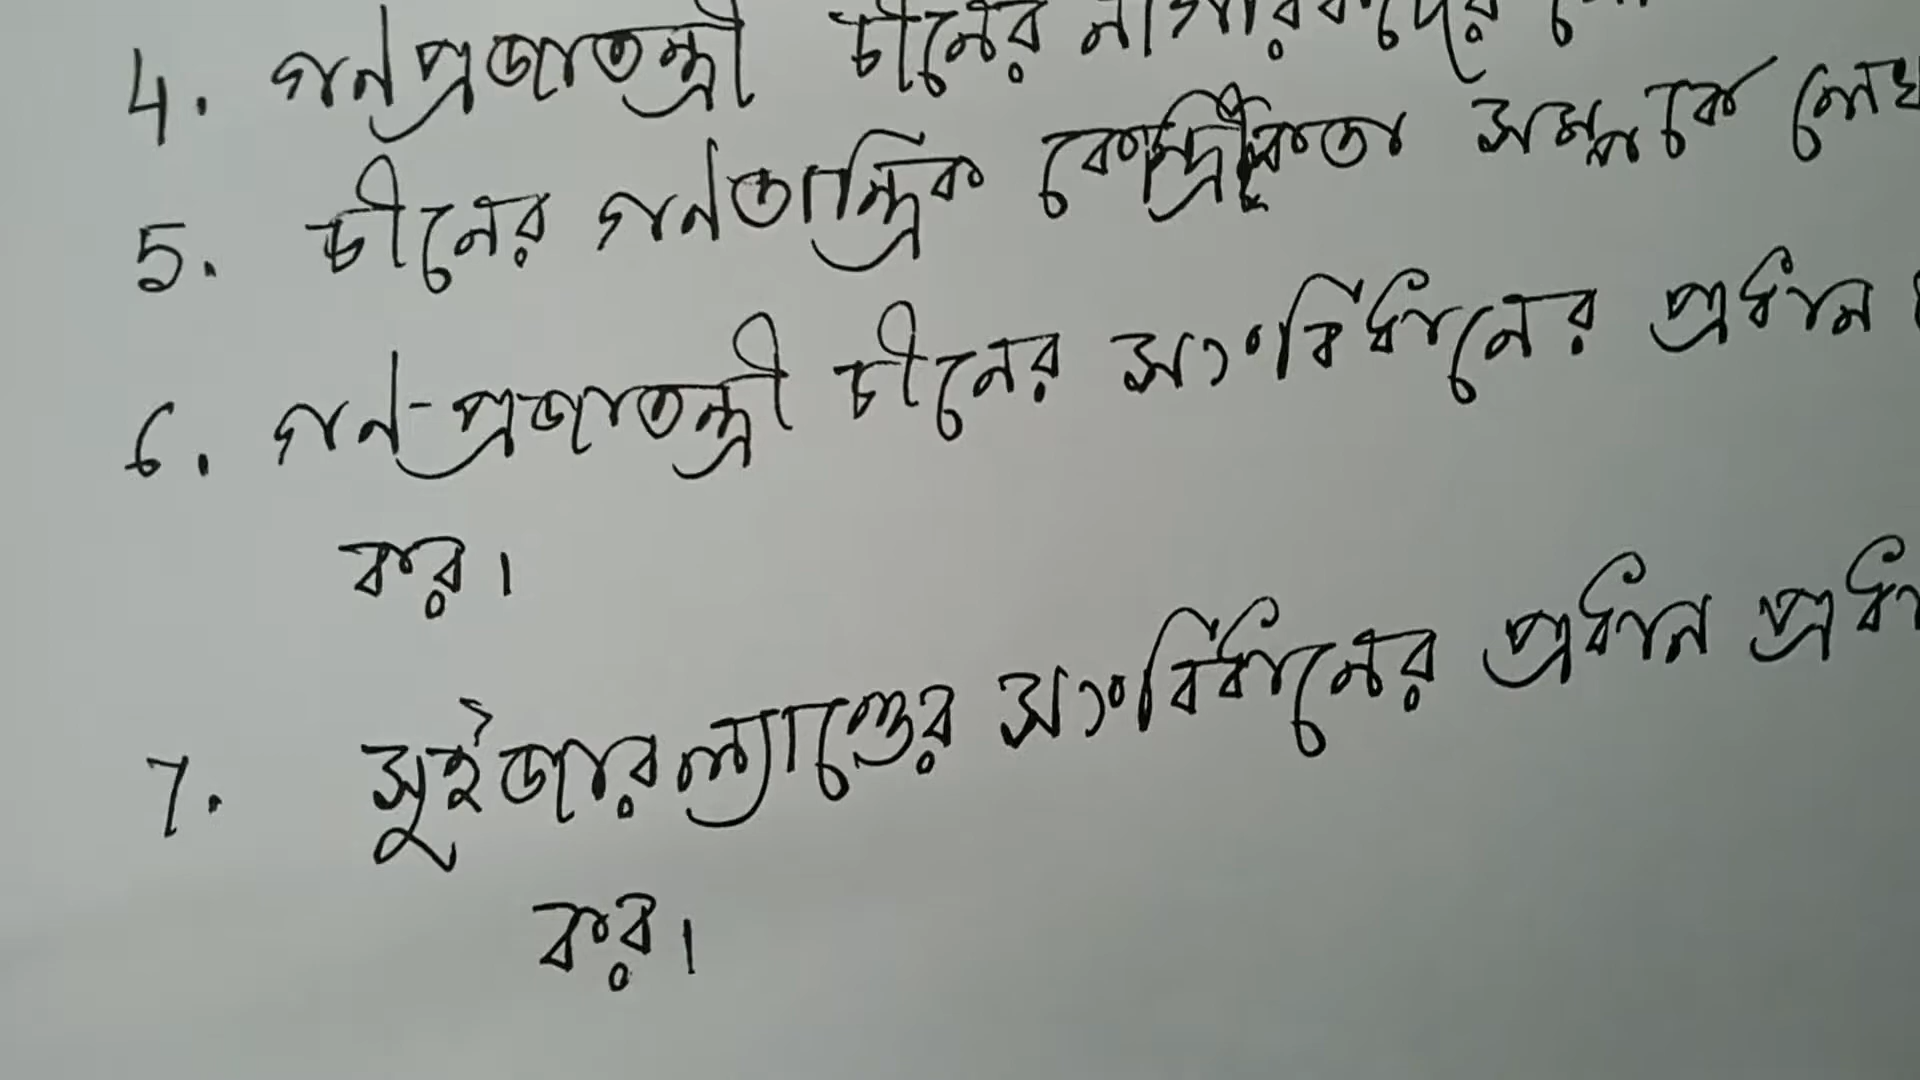 4. গনপ্রজাতন্ত্রী চীনের নাগরিকদের
5. চীনের গনতান্ত্রিক কেন্দ্রীকতা সম্পর্কে
6. গন-প্রজাতন্ত্রী চীনের সংবিধানের প্রধান
কর।
7. সুইজারল্যাণ্ডের সংবিধানের প্রধান
কর।